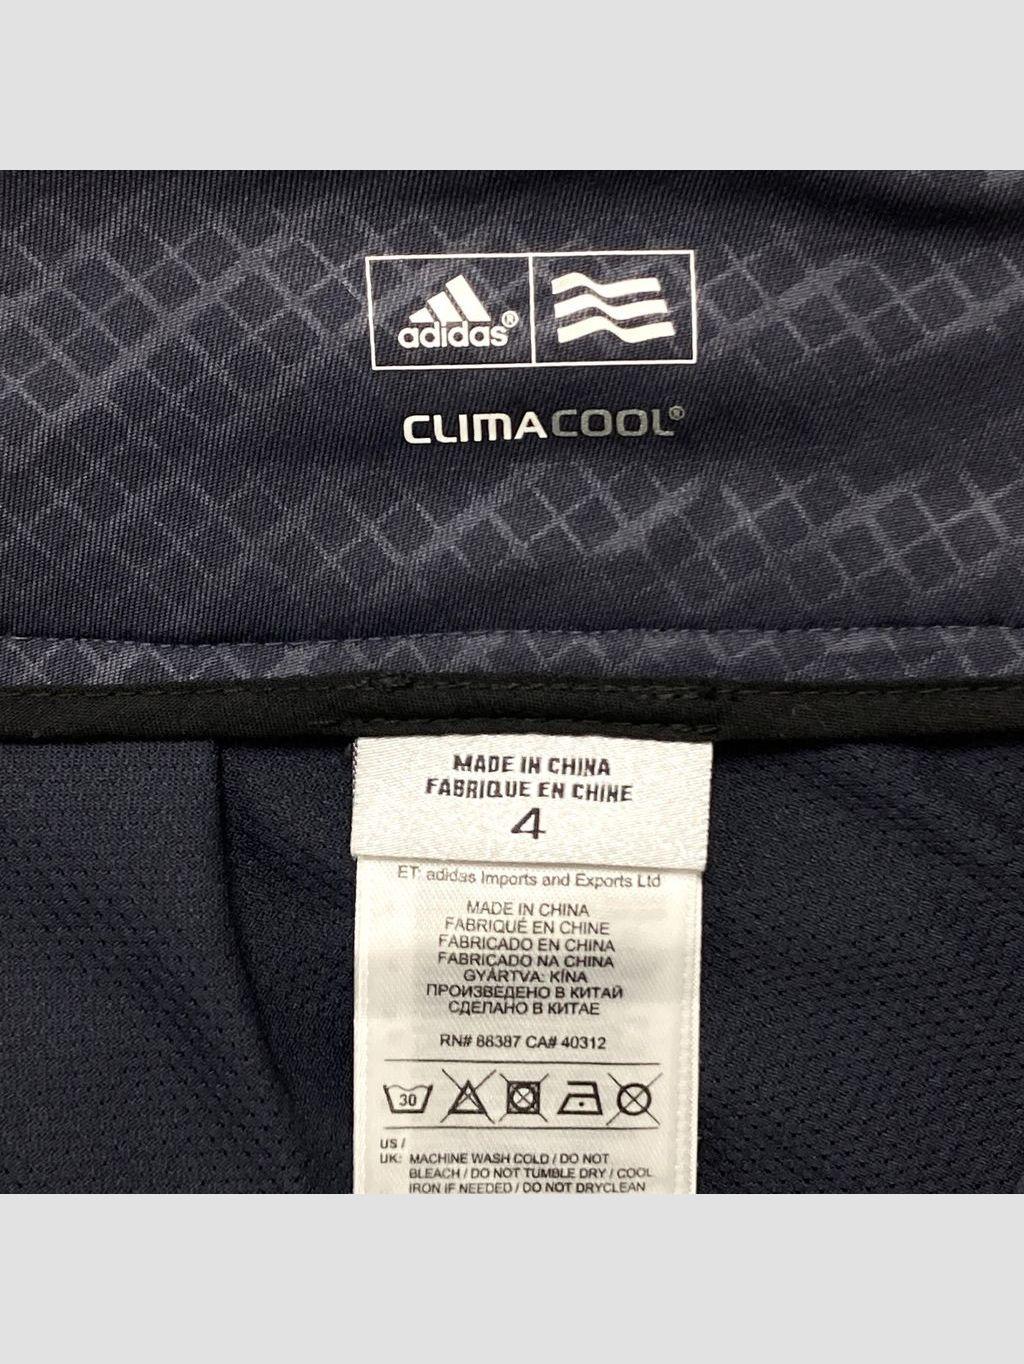 adidas®
CLIMACOOL®
MADE IN CHINA
FABRIQUE EN CHINE
4
ET: adidas Imports and Exports Ltd
MADE IN CHINA
FABRIQUÉ EN CHINE
FABRICADO EN CHINA
FABRICADO NA CHINA
GYÁRTVA: KÍNA
ПРОИЗВЕДЕНО В КИТАЙ
СДЕЛАНО В КИТАЕ
RN# 88387 CA# 40312
30
US /
UK: MACHINE WASH COLD / DO NOT
BLEACH / DO NOT TUMBLE DRY / COOL
IRON IF NEEDED / DO NOT DRYCLEAN